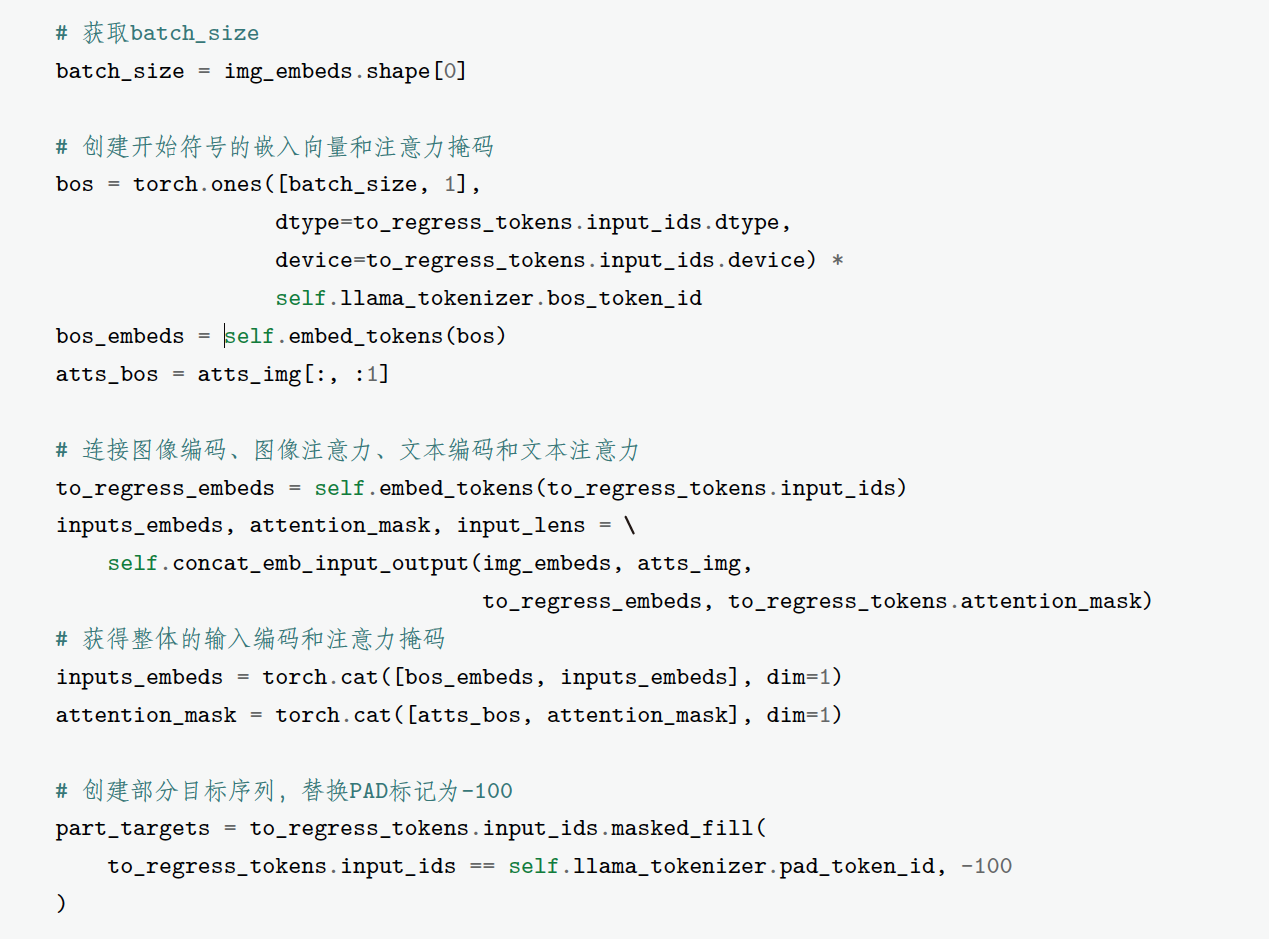 # 获取batch_size
batch_size = img_embeds.shape[0]
# 创建开始符号的嵌入向量和注意力掩码
bos = torch.ones([batch_size, 1],
dtype=to_regress_tokens.input_ids.dtype,
device=to_regress_tokens.input_ids.device) *
self.llama_tokenizer.bos_token_id
bos_embeds = self.embed_tokens(bos)
atts_bos = atts_img[:, :1]
# 连接图像编码、图像注意力、文本编码和文本注意力
to_regress_embeds = self.embed_tokens(to_regress_tokens.input_ids)
inputs_embeds, attention_mask, input_lens = \
self.concat_emb_input_output(img_embeds, atts_img,
to_regress_embeds, to_regress_tokens.attention_mask)
# 获得整体的输入编码和注意力掩码
inputs_embeds = torch.cat([bos_embeds, inputs_embeds], dim=1)
attention_mask = torch.cat([atts_bos, attention_mask], dim=1)
# 创建部分目标序列，替换PAD标记为-100
part_targets = to_regress_tokens.input_ids.masked_fill(
to_regress_tokens.input_ids == self.llama_tokenizer.pad_token_id, -100
)